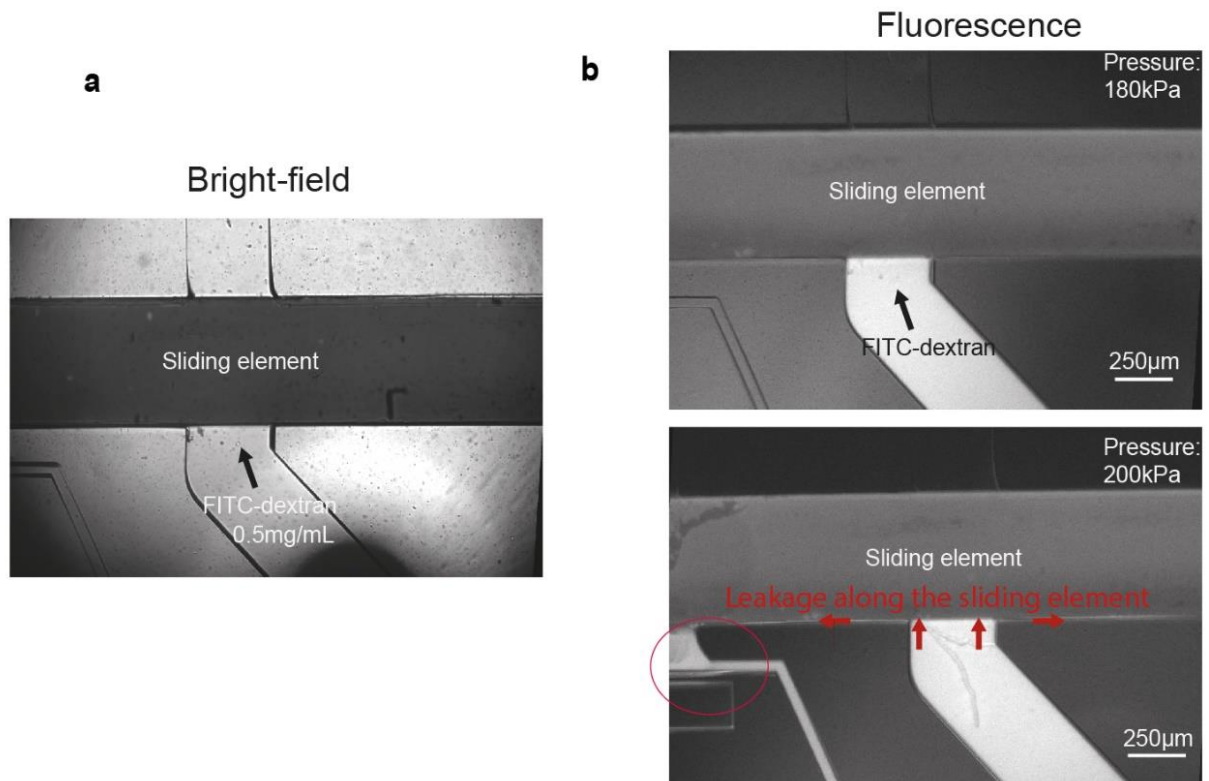 a
Bright-field
Sliding element
FITC-dextran
0.5mg/mL
b
Fluorescence
Pressure:
180kPa
Sliding element
FITC-dextran
250µm
Pressure:
200kPa
Sliding element
Leakage along the sliding element
250µm